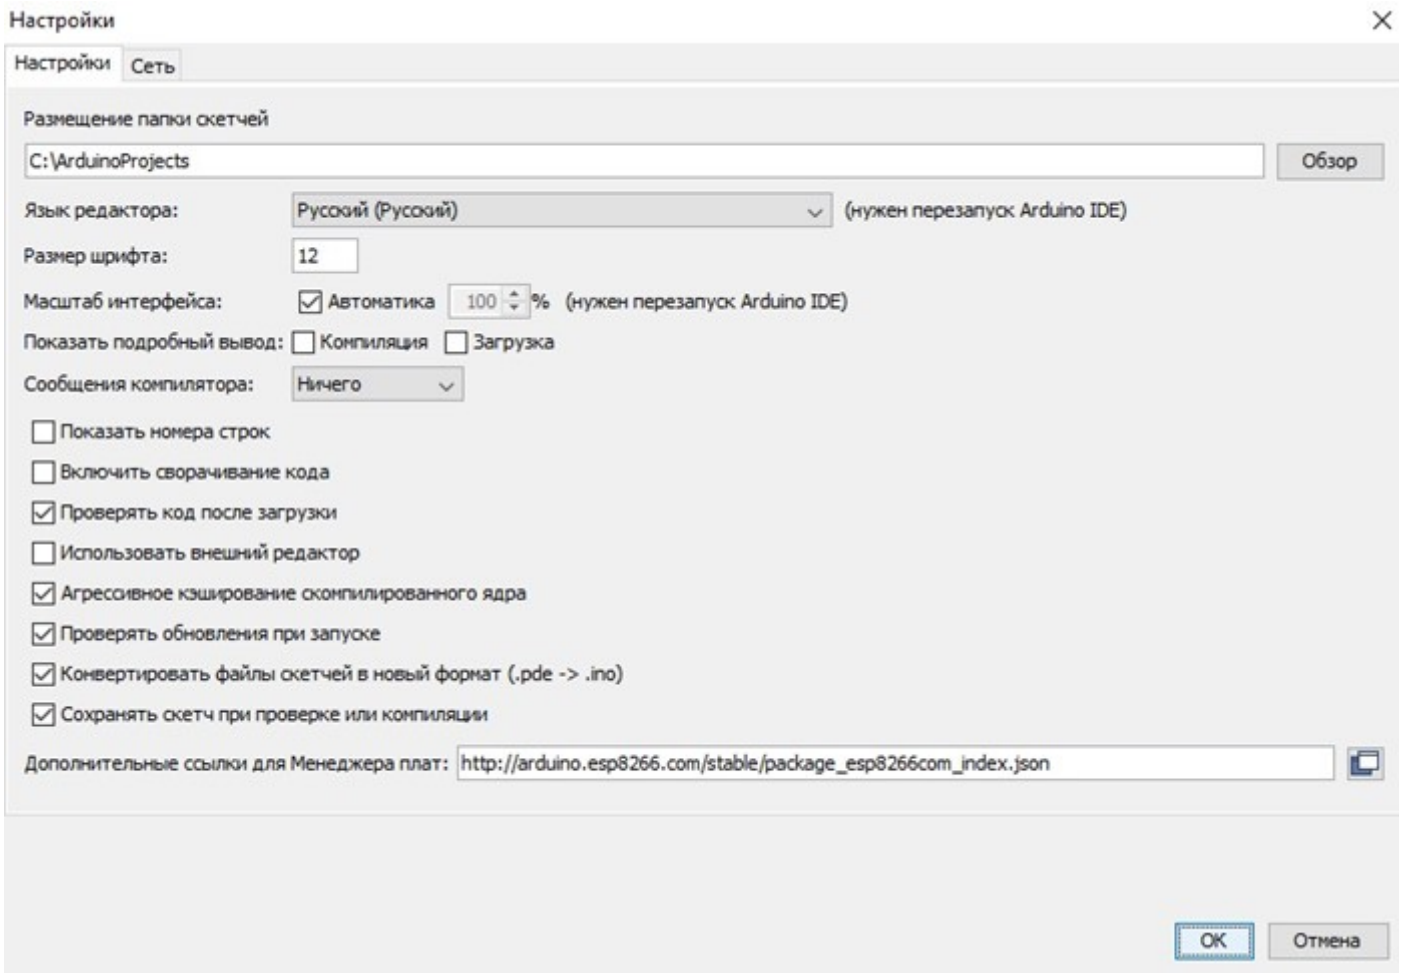 Настройки
Настройки Сеть
Размещение папки скетчей
C:\ArduinoProjects Обзор
Язык редактора: Русский (Русский) (нужен перезапуск Arduino IDE)
Размер шрифта: 12
Масштаб интерфейса: Автоматика 100 % (нужен перезапуск Arduino IDE)
Показать подробный вывод: Компиляция Загрузка
Сообщения компилятора: Ничего
Показать номера строк
Включить сворачивание кода
Проверять код после загрузки
Использовать внешний редактор
Агрессивное кэширование скомпилированного ядра
Проверять обновления при запуске
Конвертировать файлы скетчей в новый формат (.pde -> .ino)
Сохранять скетч при проверке или компиляции
Дополнительные ссылки для Менеджера плат: http://arduino.esp8266.com/stable/package_esp8266com_index.json
OK Отмена